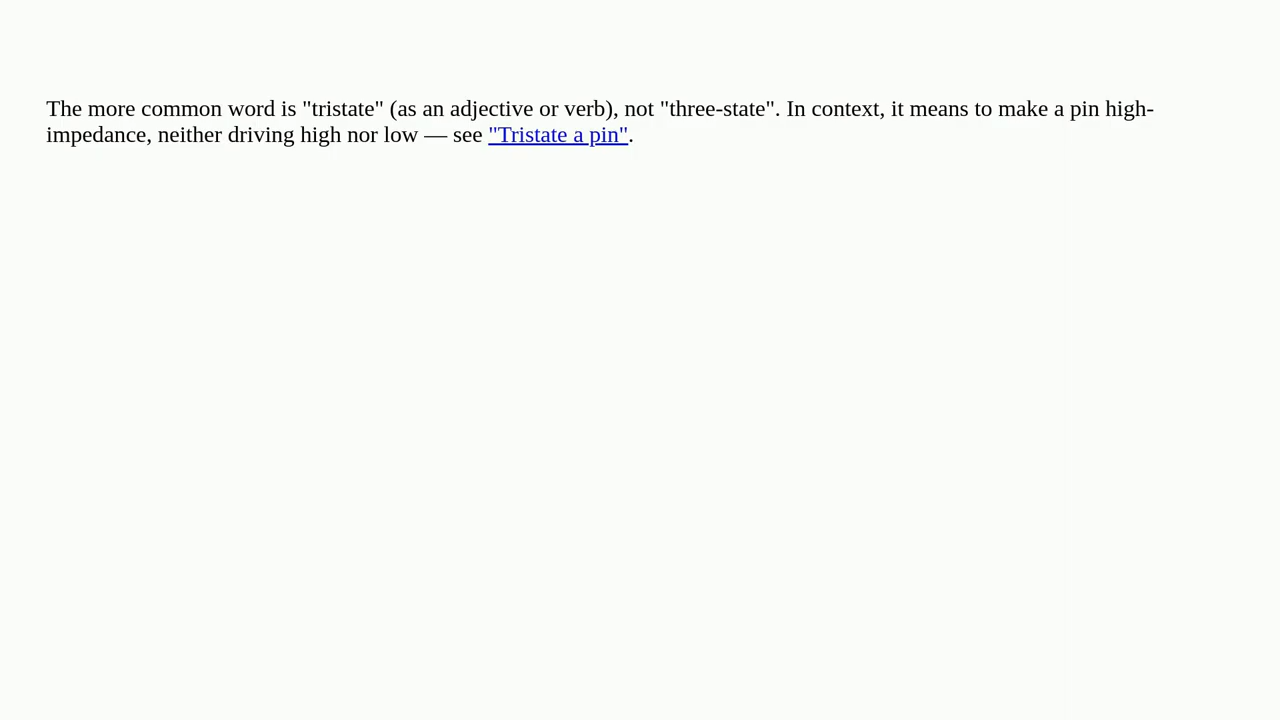 The more common word is "tristate" (as an adjective or verb), not "three-state". In context, it means to make a pin high-
impedance, neither driving high nor low — see "Tristate a pin".